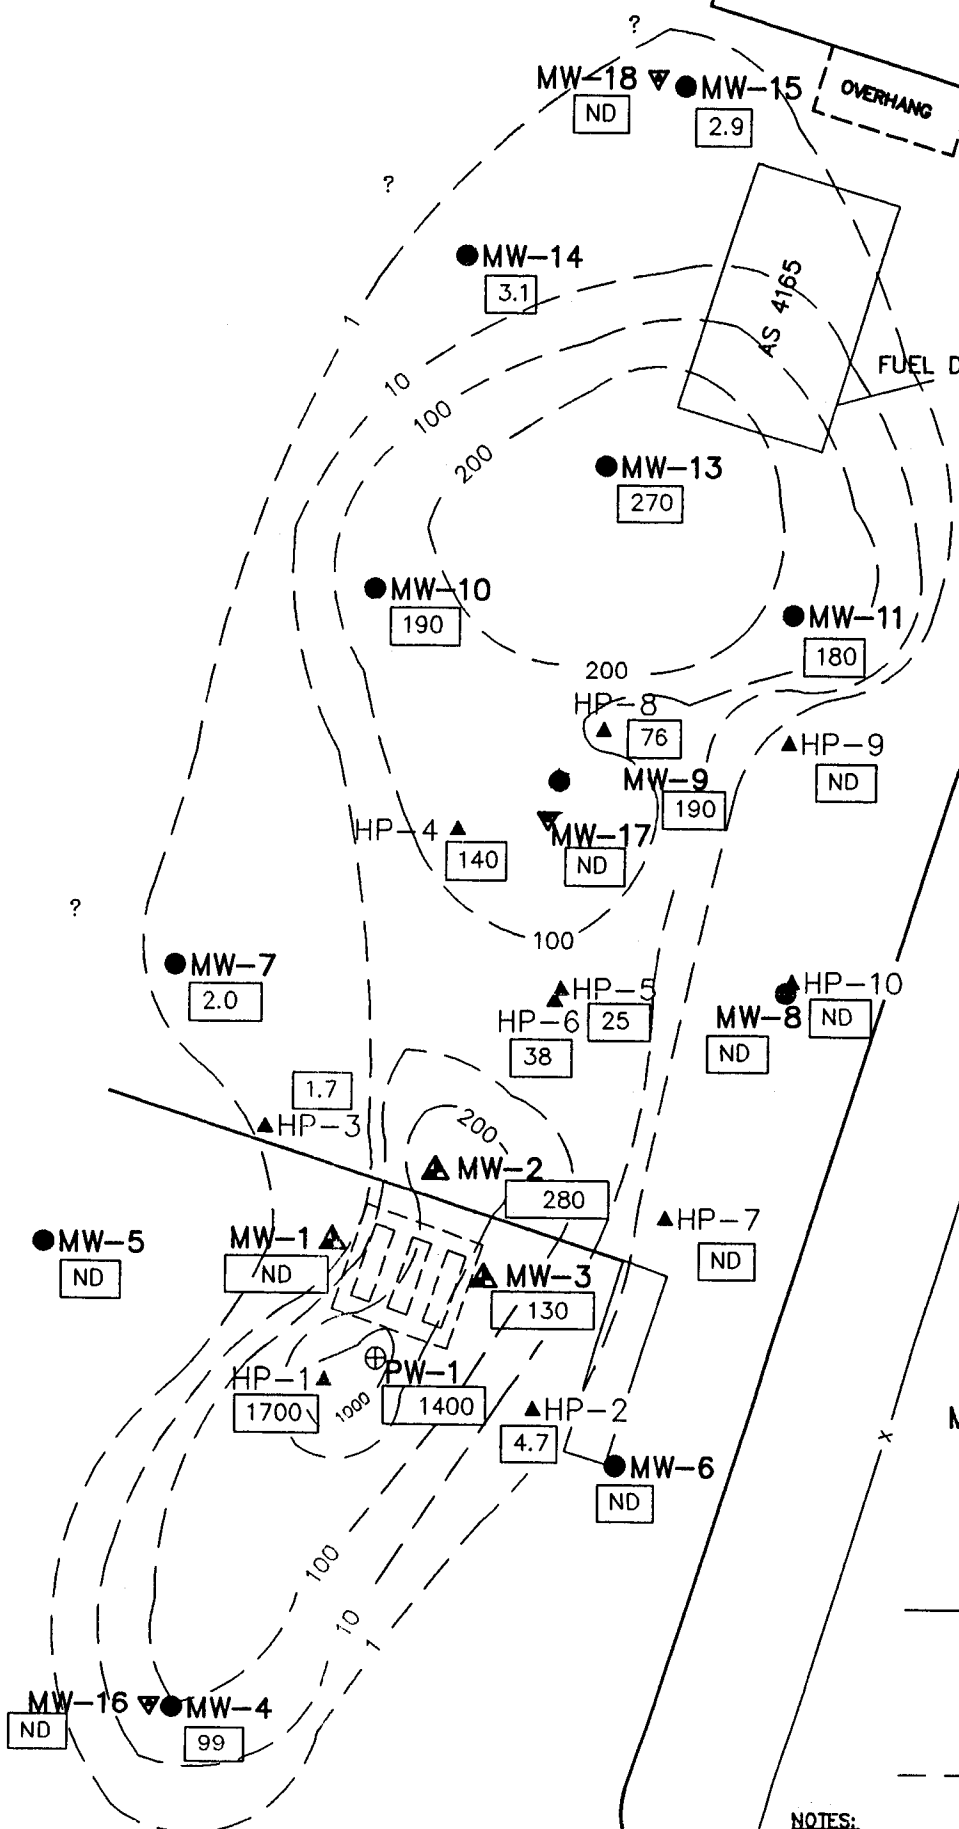 ?
MW-18
MW-15
ND
2.9
OVERHANG
?
MW-14
3.1
AS 4165
1
FUEL D
10
100
200
MW-13
270
MW-10
190
MW-11
180
200
HP-8
76
HP-9
ND
MW-9
190
HP-4
140
MW-17
ND
?
100
MW-7
2.0
HP-5
25
HP-6
38
HP-10
ND
MW-8
ND
1.7
HP-3
200
MW-2
280
HP-7
ND
MW-5
ND
MW-1
ND
MW-3
130
PW-1
1400
HP-1
1700
1000
HP-2
4.7
MW-6
ND
x
M
100
10
1
MW-16
ND
MW-4
99
NOTES: